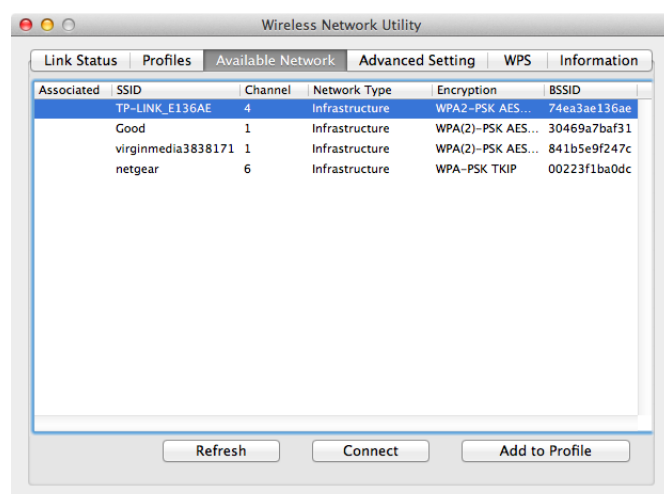 Wireless Network Utility
Link Status Profiles Available Network Advanced Setting WPS Information
Associated SSID Channel Network Type Encryption BSSID
TP-LINK_E136AE 4 Infrastructure WPA2-PSK AES... 74ea3ae136ae
Good 1 Infrastructure WPA(2)-PSK AES... 30469a7baf31
virginmedia3838171 1 Infrastructure WPA(2)-PSK AES... 841b5e9f247c
netgear 6 Infrastructure WPA-PSK TKIP 00223f1ba0dc
Refresh Connect Add to Profile